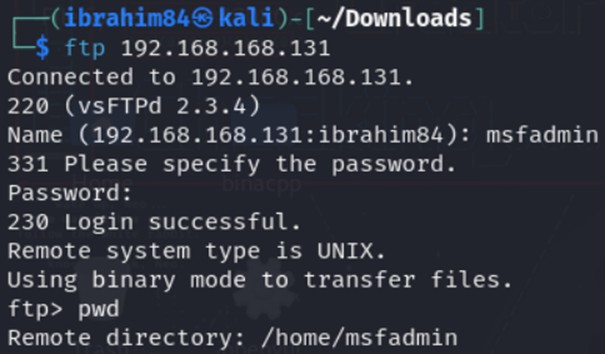 ┌──(ibrahim84㉿kali)-[~/Downloads]
└─$ ftp 192.168.168.131
Connected to 192.168.168.131.
220 (vsFTPd 2.3.4)
Name (192.168.168.131:ibrahim84): msfadmin
331 Please specify the password.
Password:
230 Login successful.
Remote system type is UNIX.
Using binary mode to transfer files.
ftp> pwd
Remote directory: /home/msfadmin